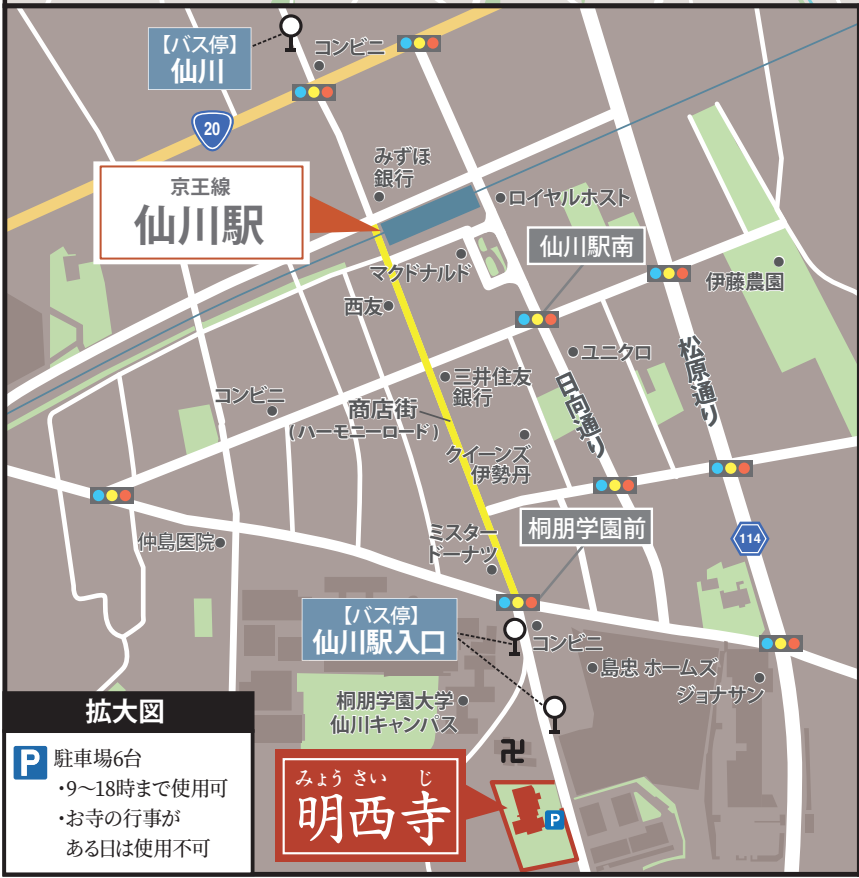 【バス停】
仙川
コンビニ
20
みずほ
銀行
京王線
仙川駅
ロイヤルホスト
仙川駅南
マクドナルド
伊藤農園
西友
ユニクロ
松原通り
三井住友
銀行
日向通り
コンビニ
商店街
(ハーモニーロード)
クイーンズ
伊勢丹
ミスター
ドーナツ
桐朋学園前
114
仲島医院
【バス停】
仙川駅入口
コンビニ
島忠 ホームズ
ジョナサン
桐朋学園大学
仙川キャンパス
拡大図
P 駐車場6台
・9〜18時まで使用可
・お寺の行事が
ある日は使用不可
卍
みょう さい じ
明西寺
P